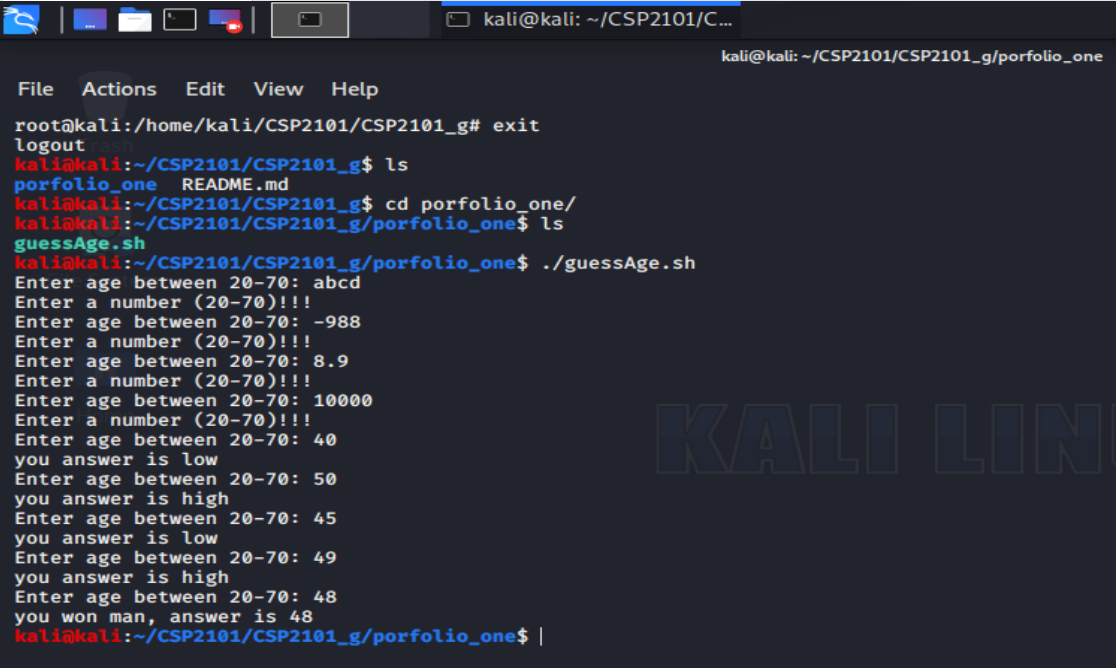 kali@kali: ~/CSP2101/C...
kali@kali: ~/CSP2101/CSP2101_g/porfolio_one
File Actions Edit View Help
root@kali:/home/kali/CSP2101/CSP2101_g# exit
logout
kali@kali:~/CSP2101/CSP2101_g$ ls
porfolio_one README.md
kali@kali:~/CSP2101/CSP2101_g$ cd porfolio_one/
kali@kali:~/CSP2101/CSP2101_g/porfolio_one$ ls
guessAge.sh
kali@kali:~/CSP2101/CSP2101_g/porfolio_one$ ./guessAge.sh
Enter age between 20-70: abcd
Enter a number (20-70)!!!
Enter age between 20-70: -988
Enter a number (20-70)!!!
Enter age between 20-70: 8.9
Enter a number (20-70)!!!
Enter age between 20-70: 10000
Enter a number (20-70)!!!
Enter age between 20-70: 40
you answer is low
Enter age between 20-70: 50
you answer is high
Enter age between 20-70: 45
you answer is low
Enter age between 20-70: 49
you answer is high
Enter age between 20-70: 48
you won man, answer is 48
kali@kali:~/CSP2101/CSP2101_g/porfolio_one$
KALI LIN